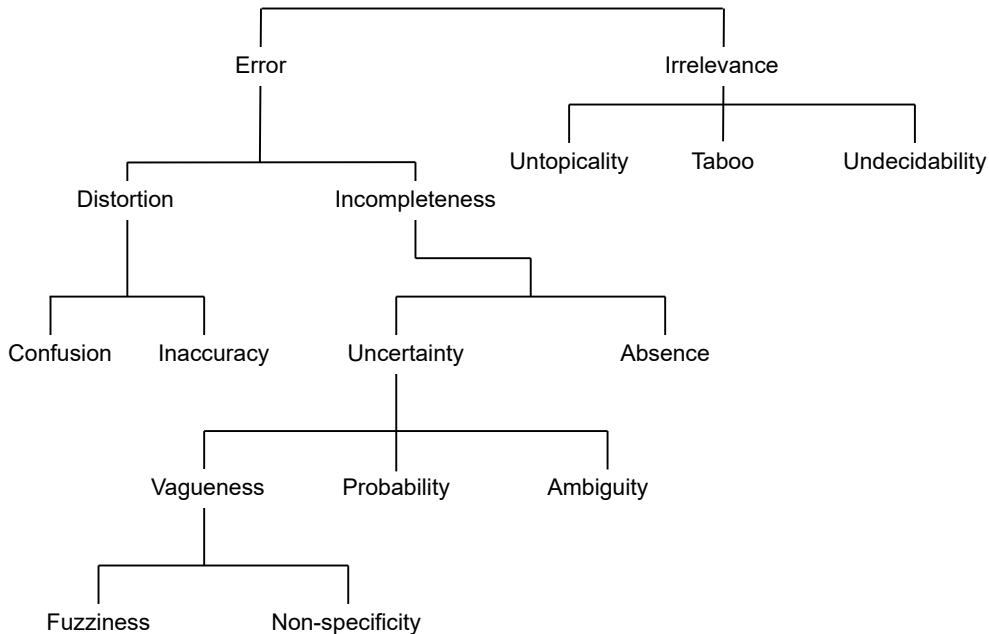 Error
Irrelevance
Untopicality
Taboo
Undecidability
Distortion
Incompleteness
Confusion
Inaccuracy
Uncertainty
Absence
Vagueness
Probability
Ambiguity
Fuzziness
Non-specificity